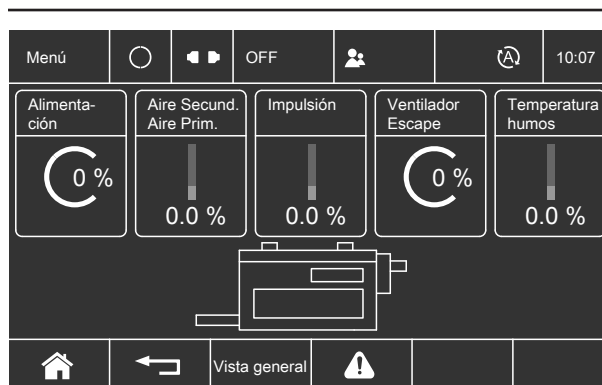 Menú
OFF
A
10:07
Alimenta-
ción
0 %
Aire Secund.
Aire Prim.
0.0 %
Impulsión
0.0 %
Ventilador
Escape
0 %
Temperatura
humos
0.0 %
Vista general